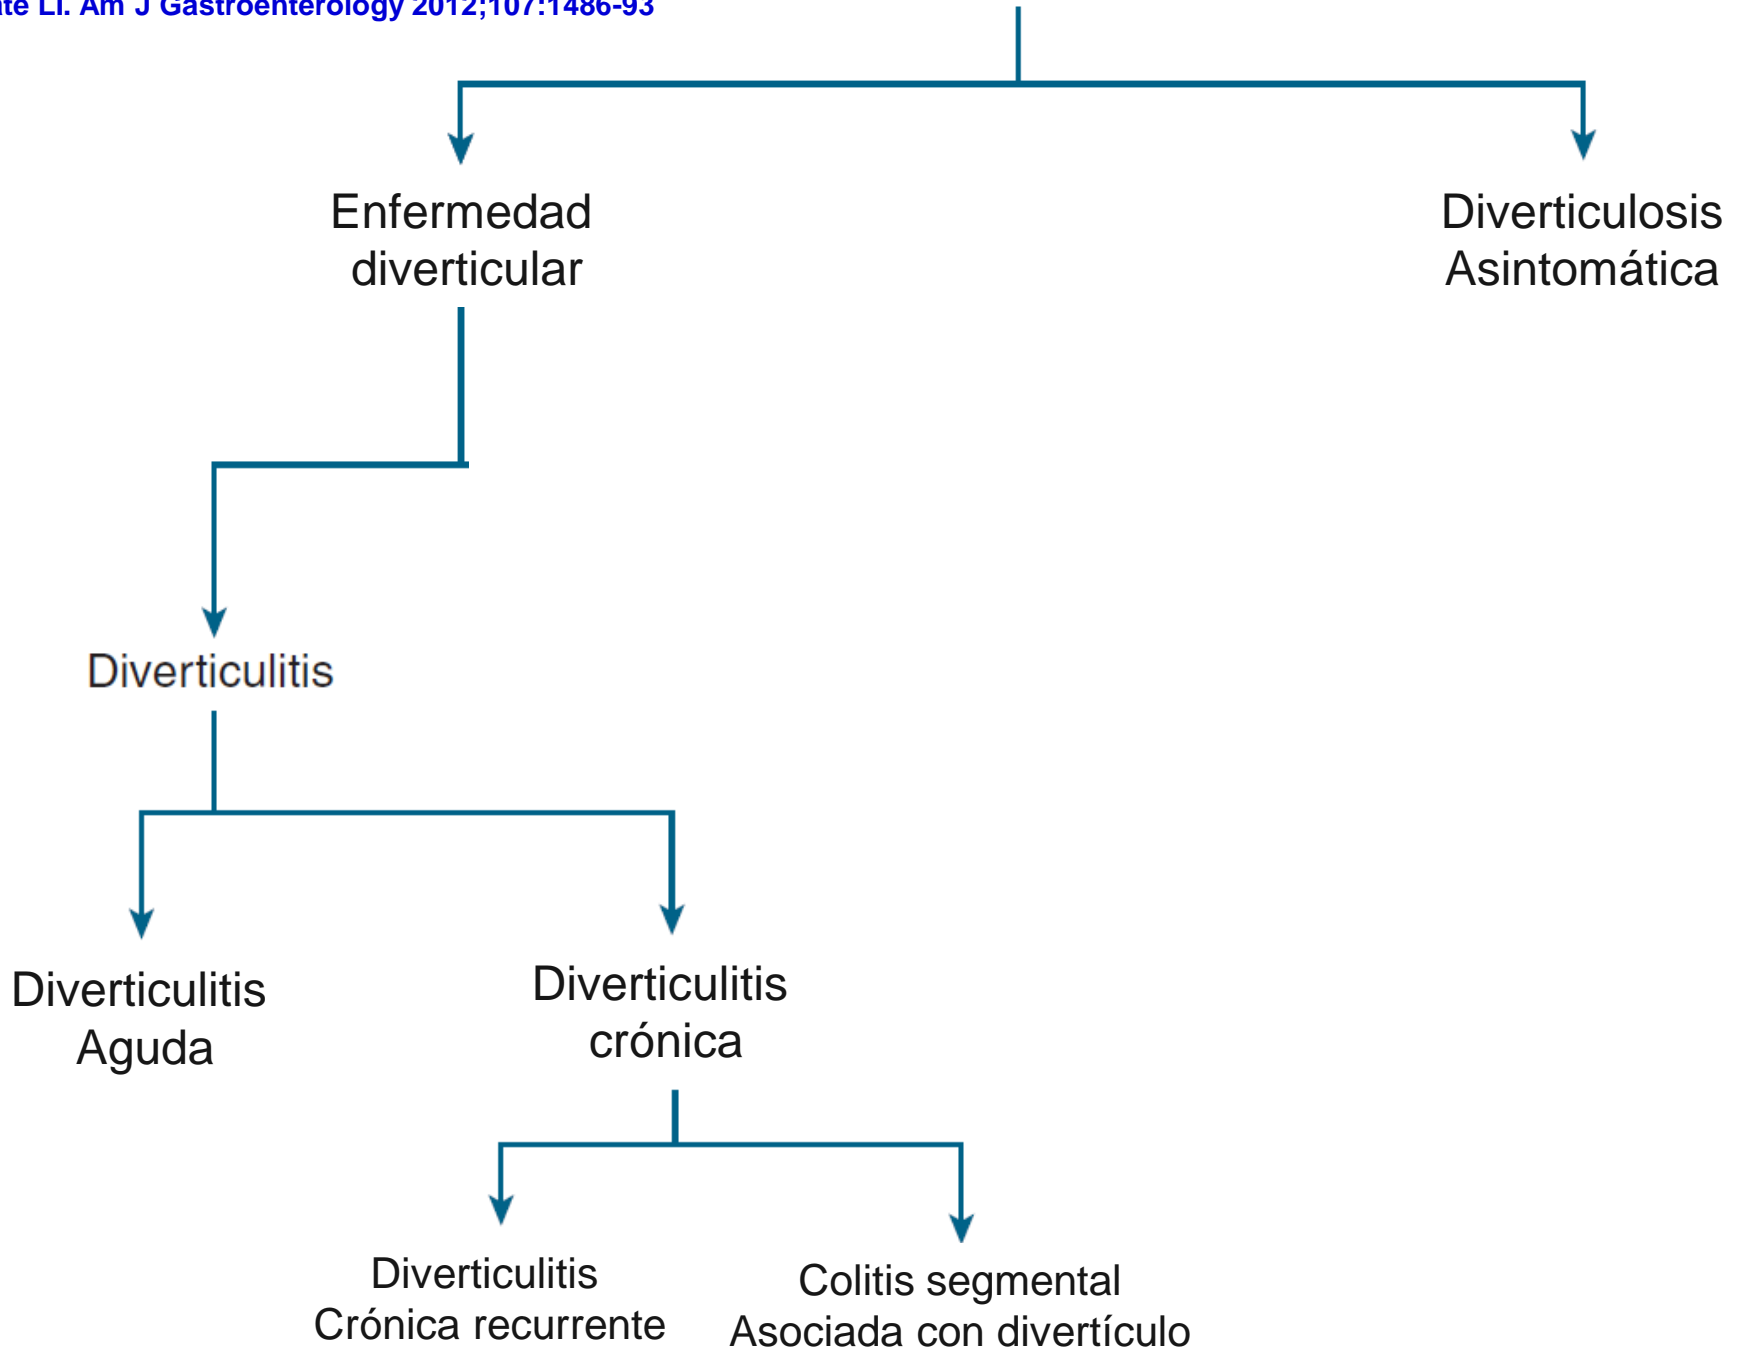 LI. Am J Gastroenterology 2012;107:1486-93
Enfermedad
diverticular
Diverticulosis
Asintomática
Diverticulitis
Diverticulitis
Aguda
Diverticulitis
crónica
Diverticulitis
Crónica recurrente
Colitis segmental
Asociada con divertículo